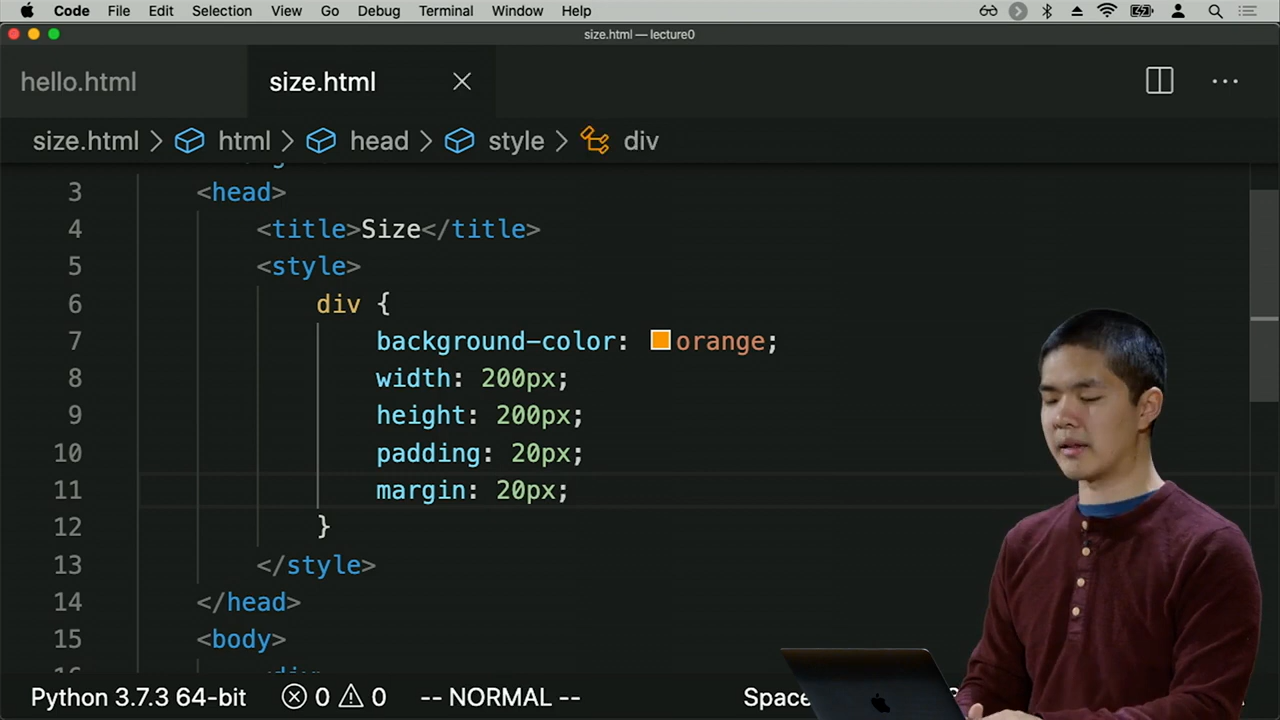 Code File Edit Selection View Go Debug Terminal Window Help
size.html — lecture0
hello.html size.html
size.html html head style div
3 <head>
4 <title>Size</title>
5 <style>
6 div {
7 background-color: orange;
8 width: 200px;
9 height: 200px;
10 padding: 20px;
11 margin: 20px;
12 }
13 </style>
14 </head>
15 <body>
Python 3.7.3 64-bit 0 0 -- NORMAL --